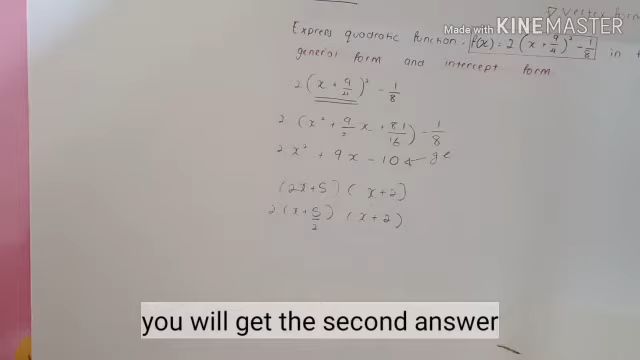 ▷ Vertex form
Made with KINEMASTER
Express quadratic function. f(x) = 2 (x + 9/4)² - 1/8 in
general form and intercept form
2 (x + 9/4)² - 1/8
2 (x² + 9/2 x + 81/16) - 1/8
2x² + 9x - 10 ← ge
(2x+5) (x+2)
2 (x + 5/2) (x+2)
you will get the second answer